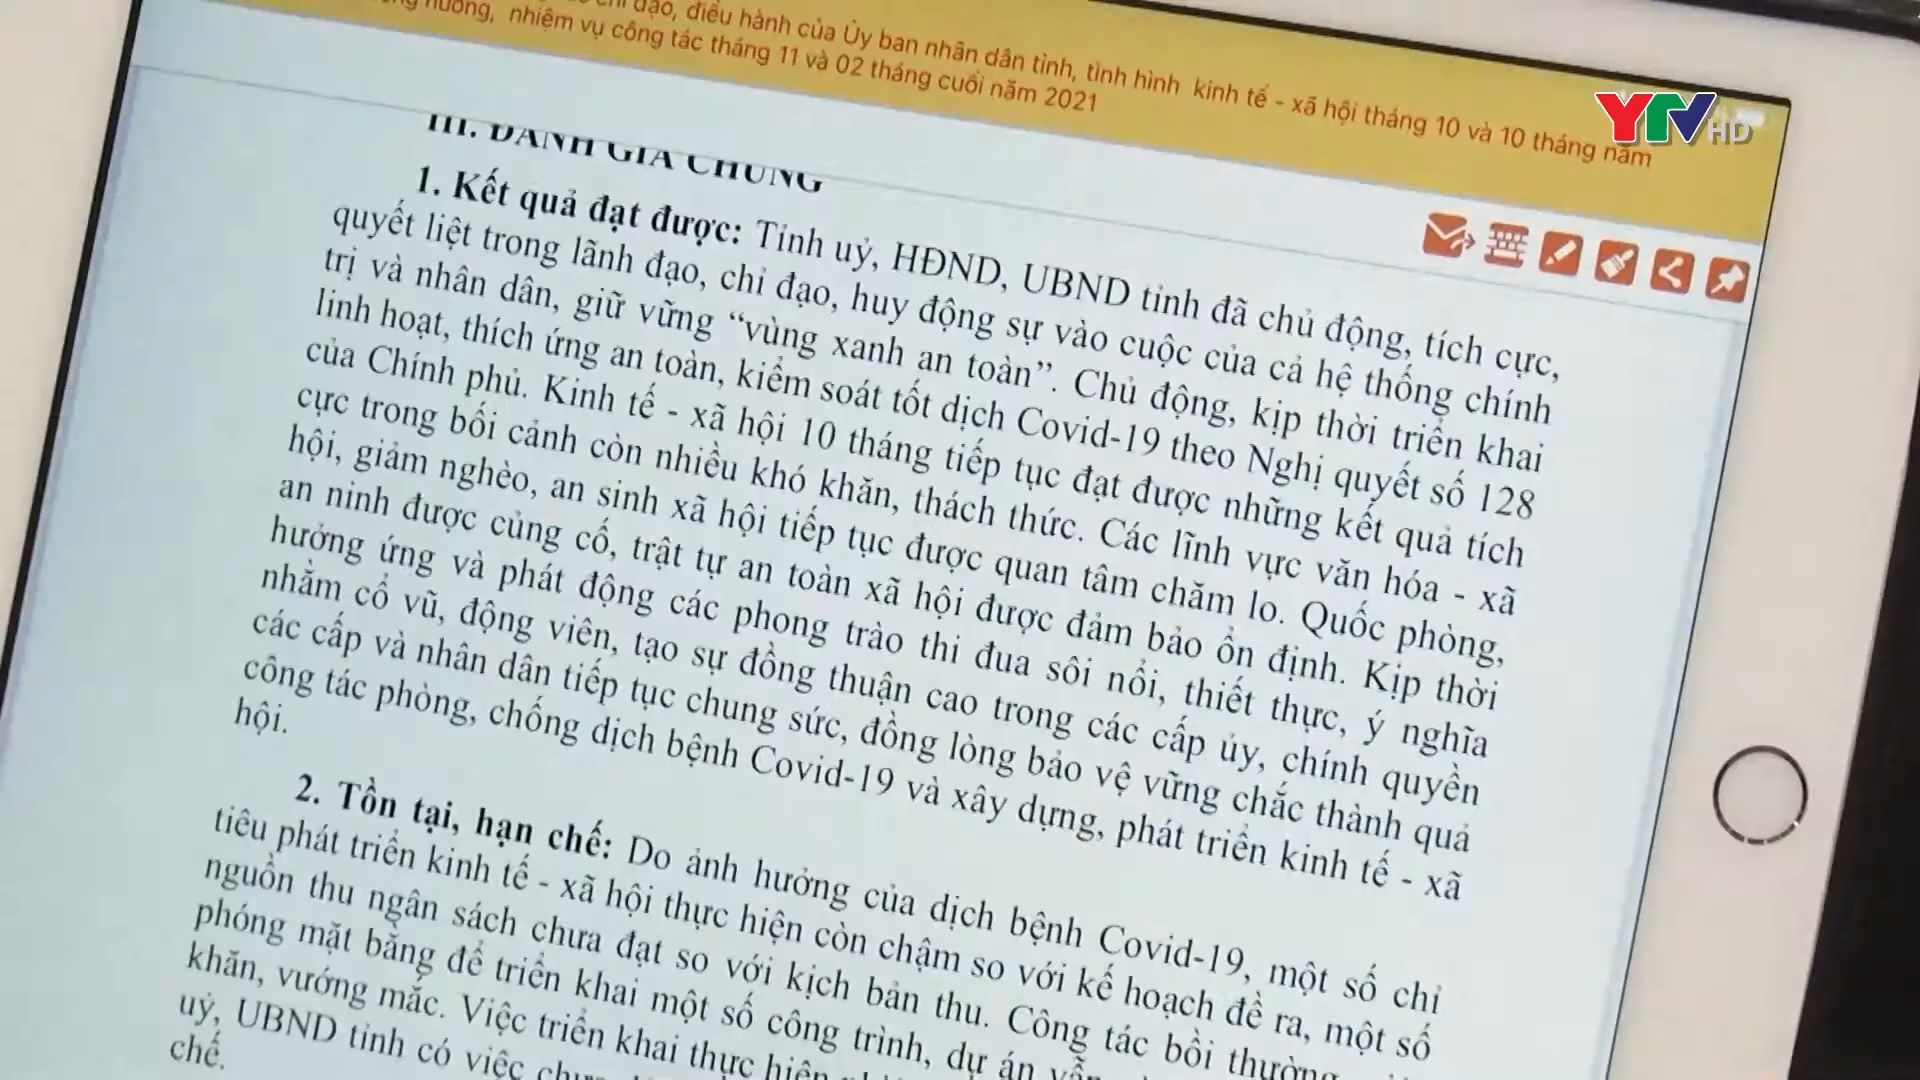 chỉ đạo, điều hành của Ủy ban nhân dân tỉnh, tình hình kinh tế - xã hội tháng 10 và 10 tháng năm
hướng, nhiệm vụ công tác tháng 11 và 02 tháng cuối năm 2021
YTV HD
III. ĐÁNH GIÁ CHUNG
1. Kết quả đạt được: Tỉnh uỷ, HĐND, UBND tỉnh đã chủ động, tích cực,
quyết liệt trong lãnh đạo, chỉ đạo, huy động sự vào cuộc của cả hệ thống chính
trị và nhân dân, giữ vững “vùng xanh an toàn”. Chủ động, kịp thời triển khai
linh hoạt, thích ứng an toàn, kiểm soát tốt dịch Covid-19 theo Nghị quyết số 128
của Chính phủ. Kinh tế - xã hội 10 tháng tiếp tục đạt được những kết quả tích
cực trong bối cảnh còn nhiều khó khăn, thách thức. Các lĩnh vực văn hóa - xã
hội, giảm nghèo, an sinh xã hội tiếp tục được quan tâm chăm lo. Quốc phòng,
an ninh được củng cố, trật tự an toàn xã hội được đảm bảo ổn định. Kịp thời
hưởng ứng và phát động các phong trào thi đua sôi nổi, thiết thực, ý nghĩa
nhằm cổ vũ, động viên, tạo sự đồng thuận cao trong các cấp ủy, chính quyền
các cấp và nhân dân tiếp tục chung sức, đồng lòng bảo vệ vững chắc thành quả
công tác phòng, chống dịch bệnh Covid-19 và xây dựng, phát triển kinh tế - xã
hội.
2. Tồn tại, hạn chế: Do ảnh hưởng của dịch bệnh Covid-19, một số chỉ
tiêu phát triển kinh tế - xã hội thực hiện còn chậm so với kế hoạch đề ra, một số
nguồn thu ngân sách chưa đạt so với kịch bản thu. Công tác bồi thường,
phóng mặt bằng để triển khai một số công trình, dự án vẫn
khăn, vướng mắc. Việc triển khai thực hiện
uỷ, UBND tỉnh có việc chưa
chế.